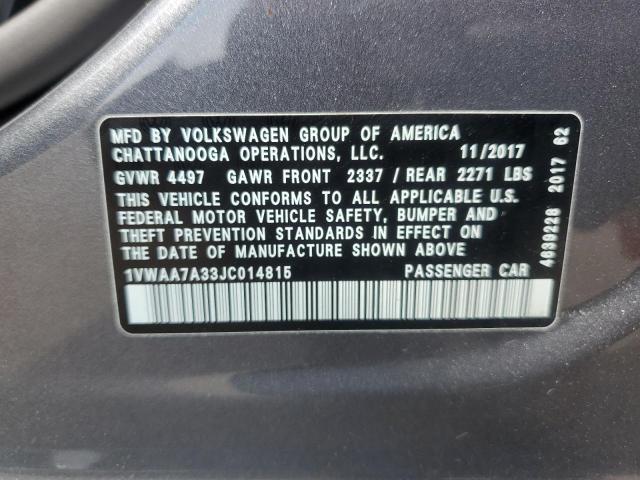 MFD BY VOLKSWAGEN GROUP OF AMERICA
CHATTANOOGA OPERATIONS, LLC. 11/2017
GVWR 4497 GAWR FRONT 2337 / REAR 2271 LBS
THIS VEHICLE CONFORMS TO ALL APPLICABLE U.S.
FEDERAL MOTOR VEHICLE SAFETY, BUMPER AND
THEFT PREVENTION STANDARDS IN EFFECT ON
THE DATE OF MANUFACTURE SHOWN ABOVE.
1VWAA7A33JC014815 PASSENGER CAR
4639228 2017 62